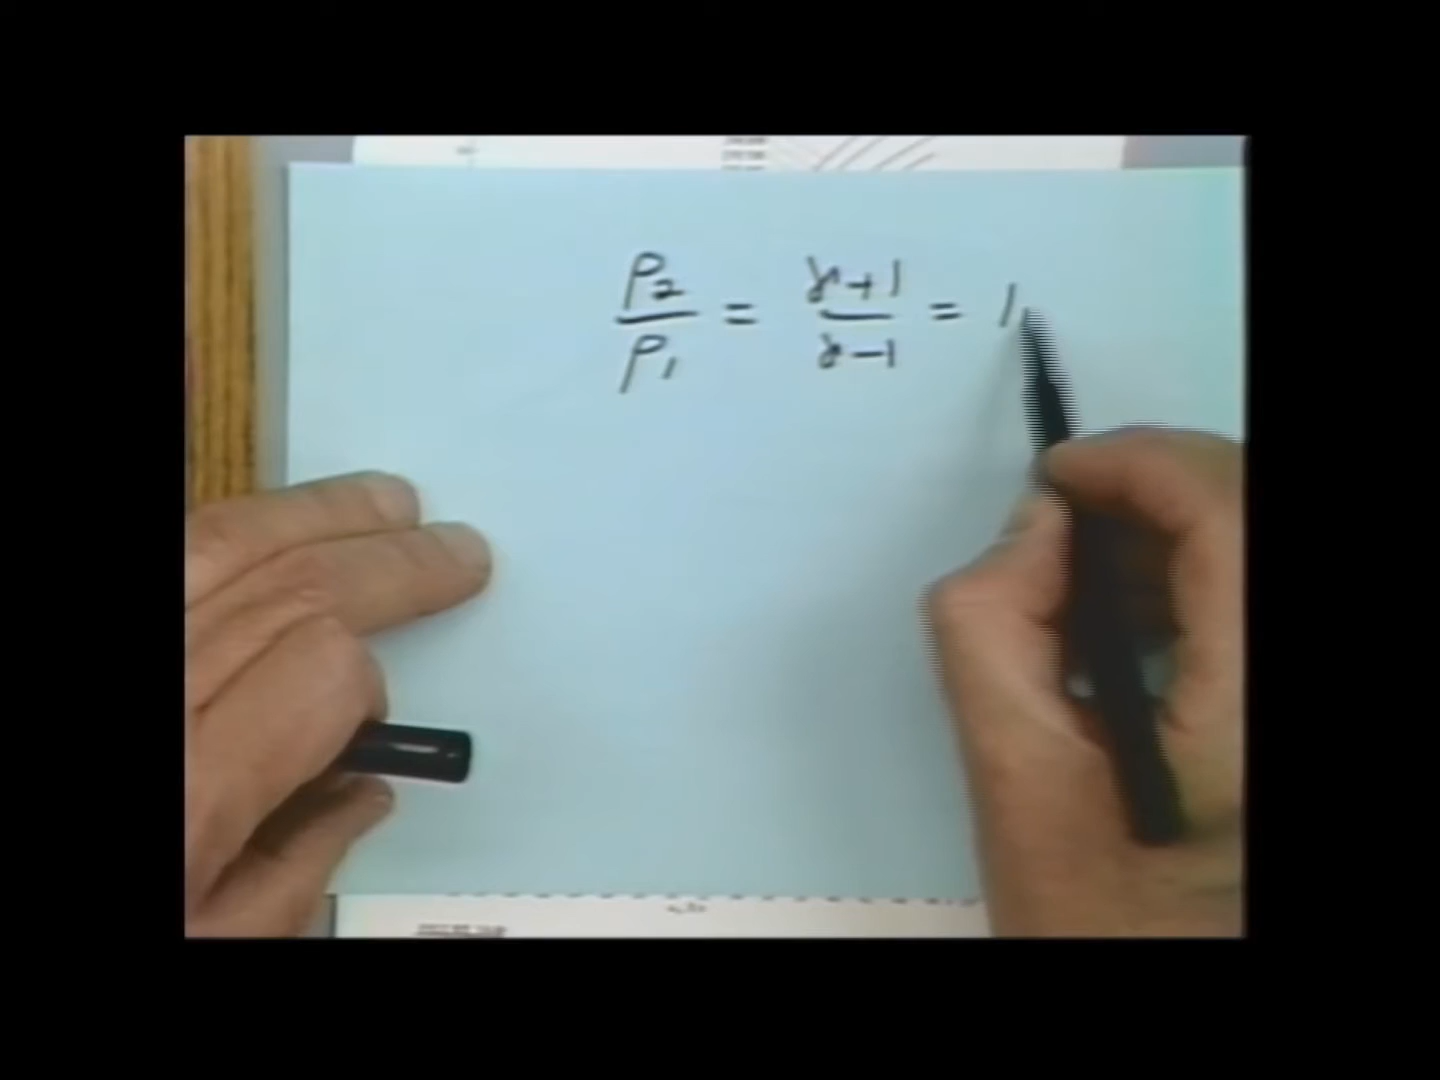 ρ₂/ρ₁ = γ+1/γ-1 = 1